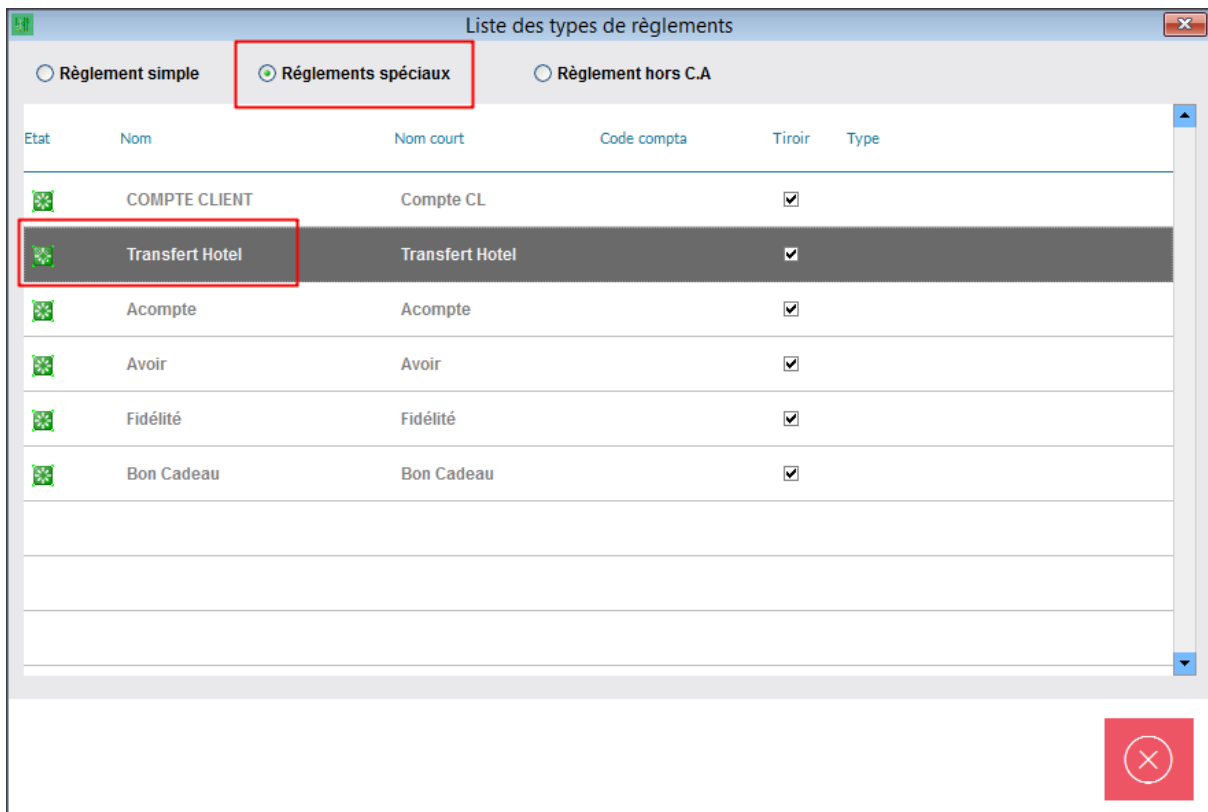 Liste des types de règlements
Règlement simple Réglements spéciaux Règlement hors C.A
Etat Nom Nom court Code compta Tiroir Type
COMPTE CLIENT Compte CL
Transfert Hotel Transfert Hotel
Acompte Acompte
Avoir Avoir
Fidélité Fidélité
Bon Cadeau Bon Cadeau